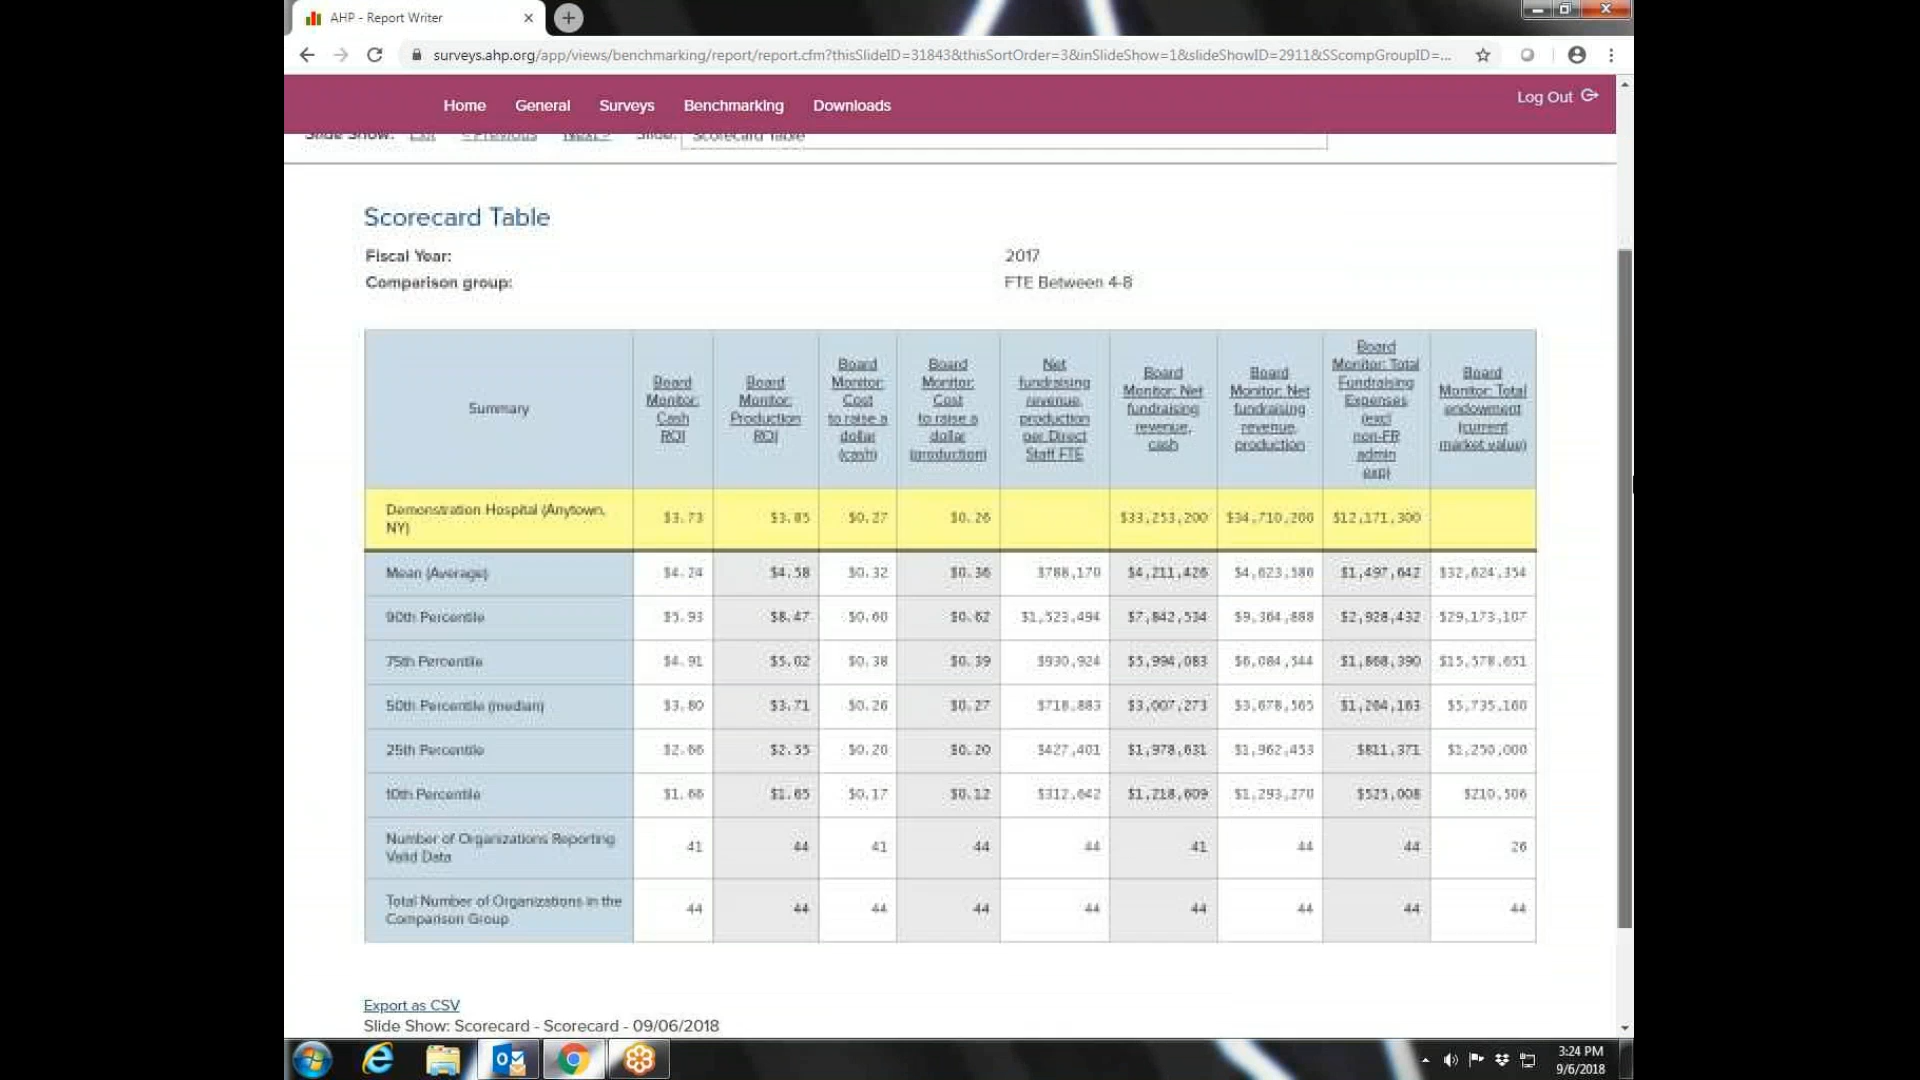 AHP - Report Writer
surveys.ahp.org/app/views/benchmarking/report/report.cfm?thisSlideID=31843&thisSortOrder=3&inSlideShow=1&slideShowID=2911&SScompGroupID=...
Home General Surveys Benchmarking Downloads Log Out
Slide Show: Exit < Previous Next > Slide: Scorecard Table
Scorecard Table
Fiscal Year: 2017
Comparison group: FTE Between 4-8
Summary
Board
Monitor:
Cash
ROI
Board
Monitor:
Production
ROI
Board
Monitor:
Cost
to raise a
dollar
(cash)
Board
Monitor:
Cost
to raise a
dollar
(production)
Net
fundraising
revenue,
production
per Direct
Staff FTE
Board
Monitor: Net
fundraising
revenue,
cash
Board
Monitor: Net
fundraising
revenue,
production
Board
Monitor: Total
Fundraising
Expenses
(excl
non-FR
admin
exp)
Board
Monitor: Total
endowment
(current
market value)
Demonstration Hospital (Anytown,
NY)
$3.73 $3.85 $0.27 $0.26 $33,253,200 $34,710,200 $12,171,300
Mean (Average) $4.24 $4.58 $0.32 $0.36 $788,170 $4,211,426 $4,623,580 $1,497,642 $32,624,354
90th Percentile $5.93 $8.47 $0.60 $0.62 $1,523,494 $7,842,534 $9,364,888 $2,928,432 $29,173,107
75th Percentile $4.91 $5.02 $0.38 $0.39 $930,924 $5,994,083 $6,084,544 $1,868,390 $15,578,651
50th Percentile (median) $3.80 $3.71 $0.26 $0.27 $718,883 $3,007,273 $3,678,565 $1,264,163 $5,735,160
25th Percentile $2.66 $2.55 $0.20 $0.20 $427,401 $1,978,631 $1,962,453 $811,371 $1,250,000
10th Percentile $1.66 $1.65 $0.17 $0.12 $312,642 $1,218,609 $1,293,270 $525,008 $210,506
Number of Organizations Reporting
Valid Data
41 44 41 44 44 41 44 44 26
Total Number of Organizations in the
Comparison Group
44 44 44 44 44 44 44 44 44
Export as CSV
Slide Show: Scorecard - Scorecard - 09/06/2018
3:24 PM
9/6/2018